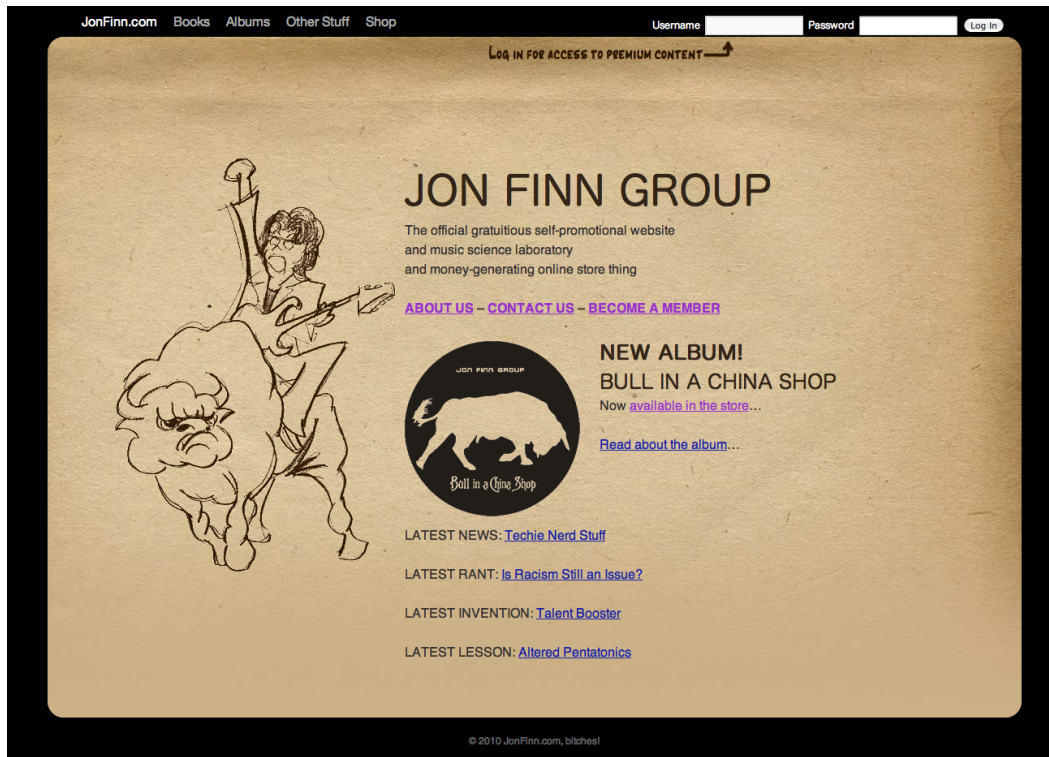 JonFinn.com Books Albums Other Stuff Shop Username Password Log In
LOG IN FOR ACCESS TO PREMIUM CONTENT
JON FINN GROUP
The official gratuitious self-promotional website
and music science laboratory
and money-generating online store thing
ABOUT US – CONTACT US – BECOME A MEMBER
JON FINN GROUP
Bull in a China Shop
NEW ALBUM!
BULL IN A CHINA SHOP
Now available in the store...
Read about the album...
LATEST NEWS: Techie Nerd Stuff
LATEST RANT: Is Racism Still an Issue?
LATEST INVENTION: Talent Booster
LATEST LESSON: Altered Pentatonics
© 2010 JonFinn.com, bitches!